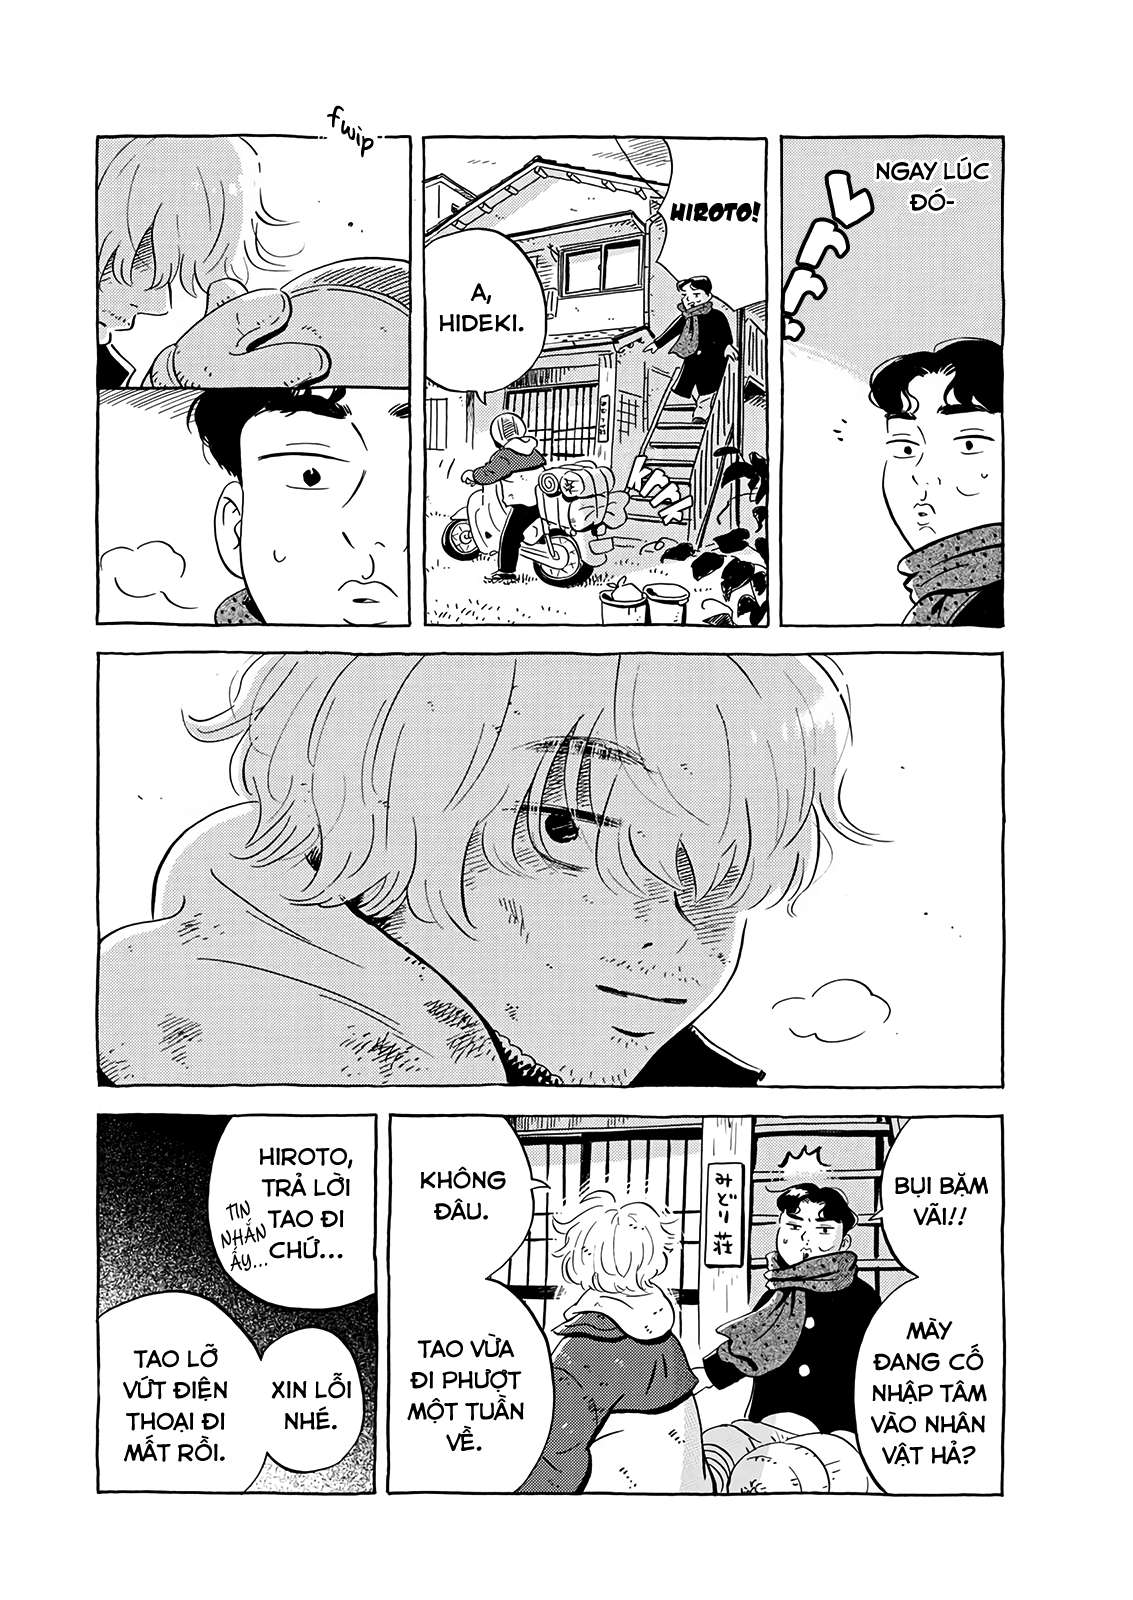 NGAY LÚC
ĐÓ-
HIROTO!
A,
HIDEKI.
fwip
BỤI BẶM
VÃI!!
MÀY
ĐANG CỐ
NHẬP TÂM
VÀO NHÂN
VẬT HẢ?
みどり荘
KHÔNG
ĐÂU.
TAO VỪA
ĐI PHƯỢT
MỘT TUẦN
VỀ.
HIROTO,
TRẢ LỜI
TAO ĐI
CHỨ...
TIN
NHẮN
ẤY...
XIN LỖI
NHÉ.
TAO LỠ
VỨT ĐIỆN
THOẠI ĐI
MẤT RỒI.